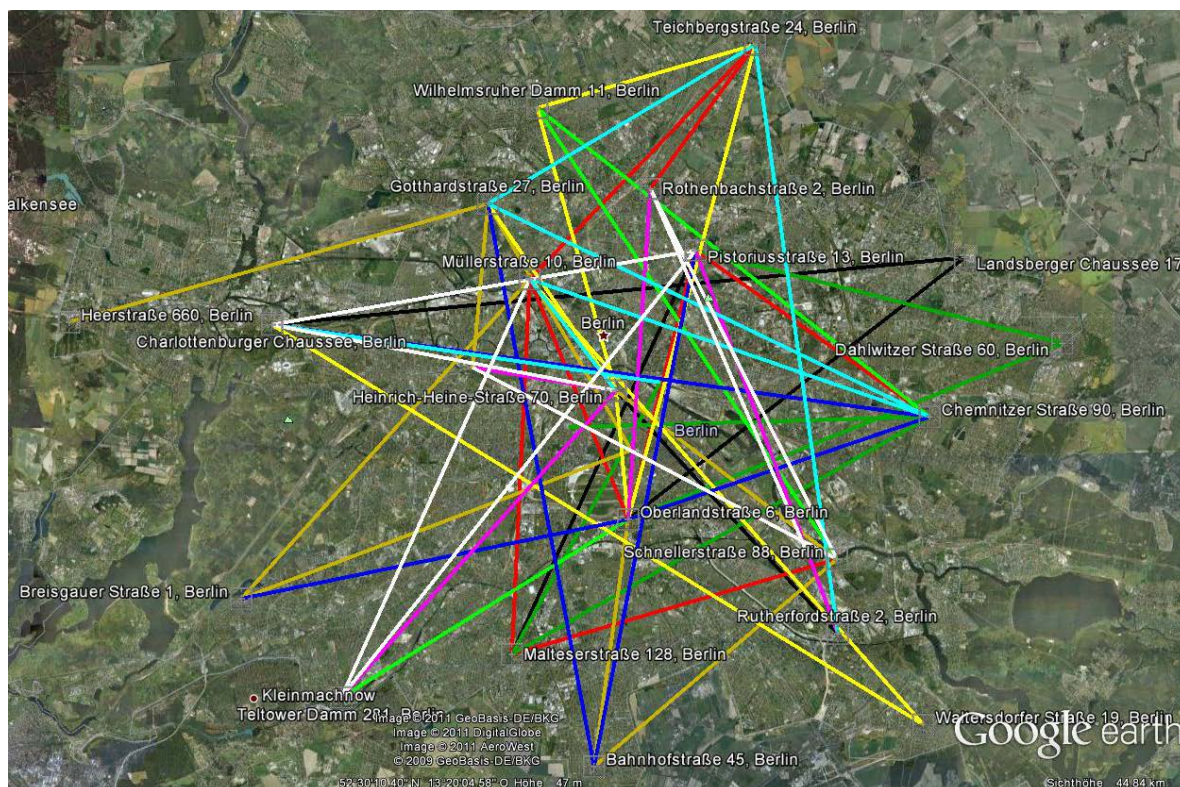 Teichbergstraße 24, Berlin
Wilhelmsruher Damm 11, Berlin
Gotthardstraße 27, Berlin
Rothenbachstraße 2, Berlin
alkensee
Müllerstraße 10, Berlin
Pistoriusstraße 13, Berlin
Landsberger Chaussee 17
Heerstraße 660, Berlin
Berlin
Charlottenburger Chaussee, Berlin
Dahlwitzer Straße 60, Berlin
Heinrich-Heine-Straße 70, Berlin
Chemnitzer Straße 90, Berlin
Berlin
Oberlandstraße 6, Berlin
Schnellerstraße 88, Berlin
Breisgauer Straße 1, Berlin
Rutherfordstraße 2, Berlin
Malteserstraße 128, Berlin
Kleinmachnow
Teltower Damm 281, Berlin
Image © 2011 GeoBasis-DE/BKG
Image © 2011 DigitalGlobe
Image © 2011 AeroWest
© 2009 GeoBasis-DE/BKG
Waltersdorfer Straße 19, Berlin
Google earth
Bahnhofstraße 45, Berlin
52°30'10.40" N 13°20'04.58" O Höhe 47 m
Sichthöhe 44.84 km